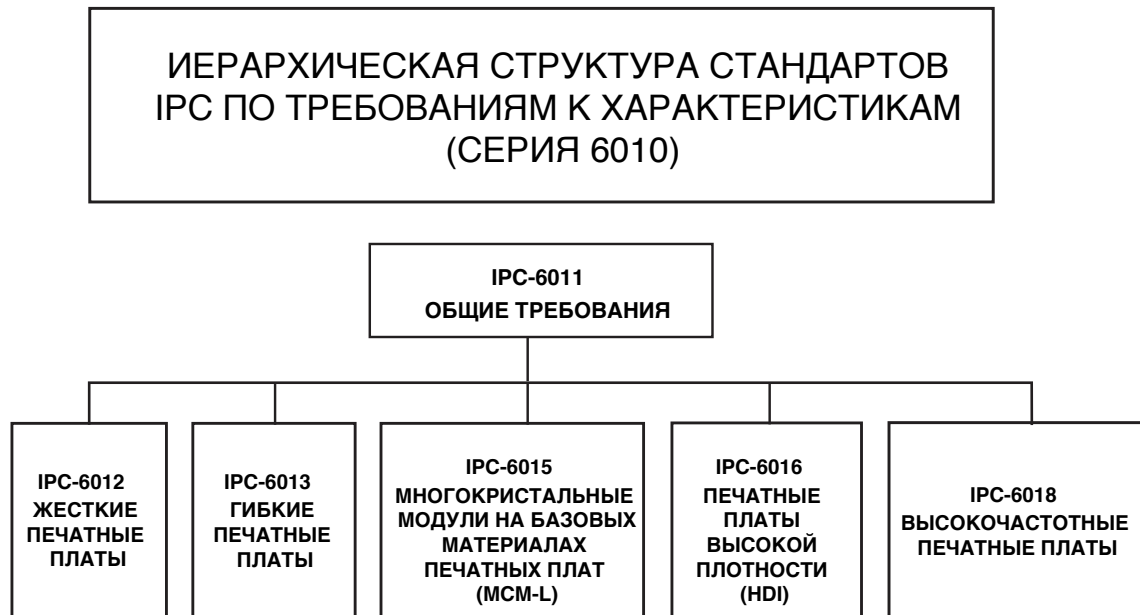 ИЕРАРХИЧЕСКАЯ СТРУКТУРА СТАНДАРТОВ
IPC ПО ТРЕБОВАНИЯМ К ХАРАКТЕРИСТИКАМ
(СЕРИЯ 6010)
IPC-6011
ОБЩИЕ ТРЕБОВАНИЯ
IPC-6012
ЖЕСТКИЕ
ПЕЧАТНЫЕ
ПЛАТЫ
IPC-6013
ГИБКИЕ
ПЕЧАТНЫЕ
ПЛАТЫ
IPC-6015
МНОГОКРИСТАЛЬНЫЕ
МОДУЛИ НА БАЗОВЫХ
МАТЕРИАЛАХ
ПЕЧАТНЫХ ПЛАТ
(MCM-L)
IPC-6016
ПЕЧАТНЫЕ
ПЛАТЫ
ВЫСОКОЙ
ПЛОТНОСТИ
(HDI)
IPC-6018
ВЫСОКОЧАСТОТНЫЕ
ПЕЧАТНЫЕ ПЛАТЫ